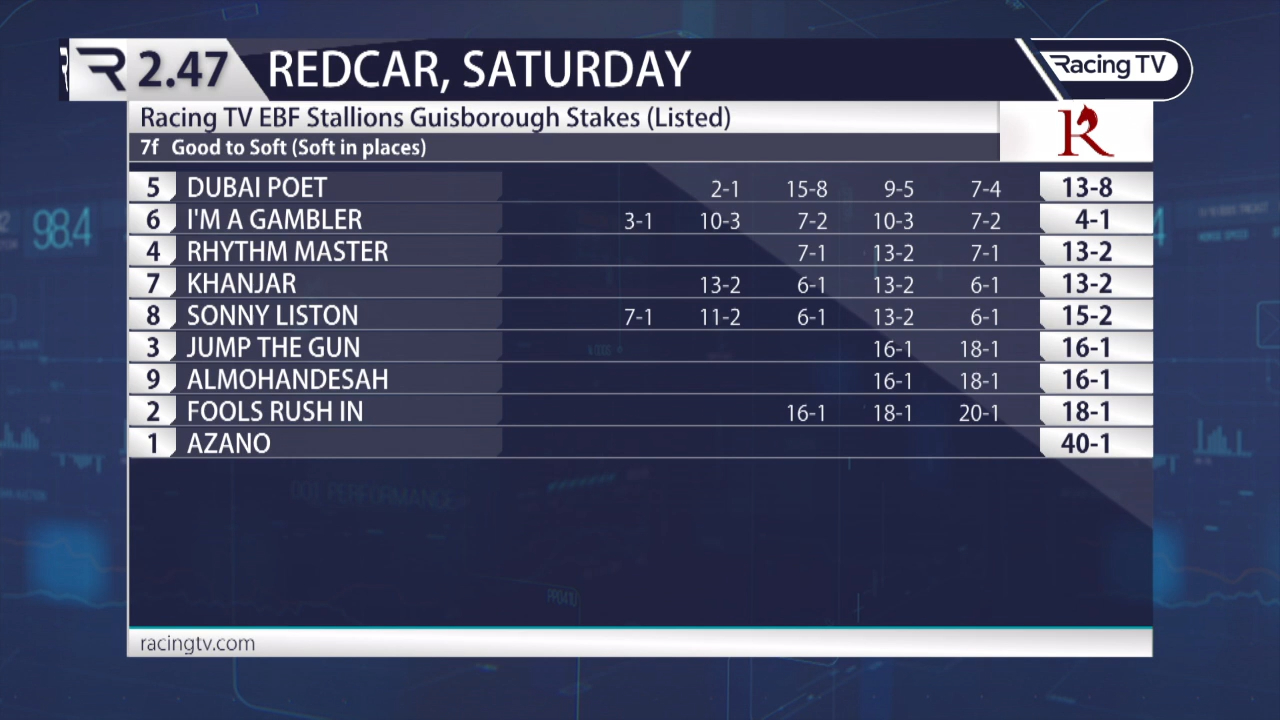 R 2.47 REDCAR, SATURDAY Racing TV
Racing TV EBF Stallions Guisborough Stakes (Listed)
7f Good to Soft (Soft in places)
R
5 DUBAI POET 2-1 15-8 9-5 7-4 13-8
6 I'M A GAMBLER 3-1 10-3 7-2 10-3 7-2 4-1
4 RHYTHM MASTER 7-1 13-2 7-1 13-2
7 KHANJAR 13-2 6-1 13-2 6-1 13-2
8 SONNY LISTON 7-1 11-2 6-1 13-2 6-1 15-2
3 JUMP THE GUN 16-1 18-1 16-1
9 ALMOHANDESAH 16-1 18-1 16-1
2 FOOLS RUSH IN 16-1 18-1 20-1 18-1
1 AZANO 40-1
98.4
racingtv.com